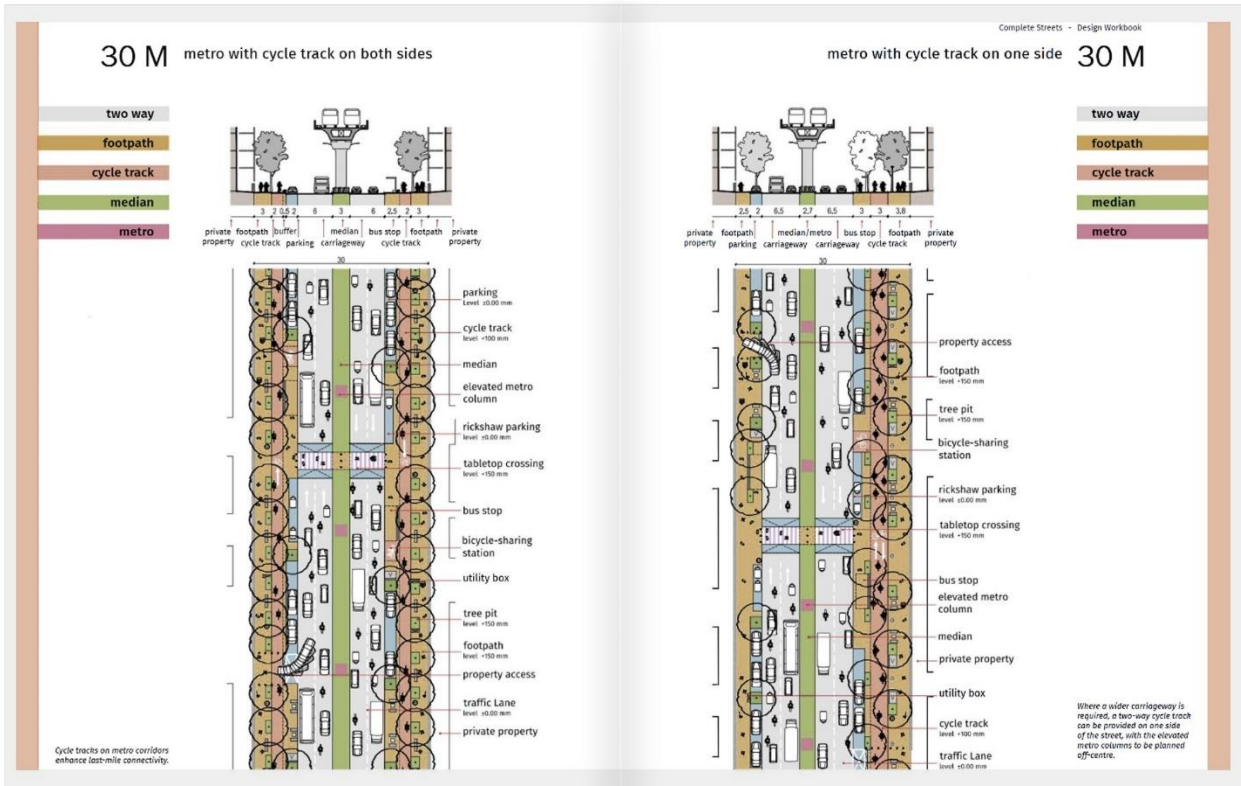 30 M metro with cycle track on both sides
two way
footpath
cycle track
median
metro
3 2 0,5 2 6 3 6 2,5 2 3
private property
footpath
cycle track
buffer
parking
carriageway
median
bus stop
cycle track
footpath
private property
30
parking
Level ±0.00 mm
cycle track
level +100 mm
median
elevated metro
column
rickshaw parking
level ±0.00 mm
tabletop crossing
level +150 mm
bus stop
bicycle-sharing
station
utility box
tree pit
level +150 mm
footpath
level +150 mm
property access
traffic Lane
level ±0.00 mm
private property
Cycle tracks on metro corridors
enhance last-mile connectivity.
Complete Streets - Design Workbook
metro with cycle track on one side 30 M
two way
footpath
cycle track
median
metro
2,5 2 6,5 2,7 6,5 3 3 3,8
private property
footpath
parking
carriageway
median/metro
carriageway
bus stop
cycle track
footpath
private property
30
property access
footpath
level +150 mm
tree pit
level +150 mm
bicycle-sharing
station
rickshaw parking
level ±0.00 mm
tabletop crossing
level +150 mm
bus stop
elevated metro
column
median
private property
utility box
cycle track
level +100 mm
traffic Lane
level ±0.00 mm
Where a wider carriageway is
required, a two-way cycle track
can be provided on one side
of the street, with the elevated
metro columns to be planned
off-centre.